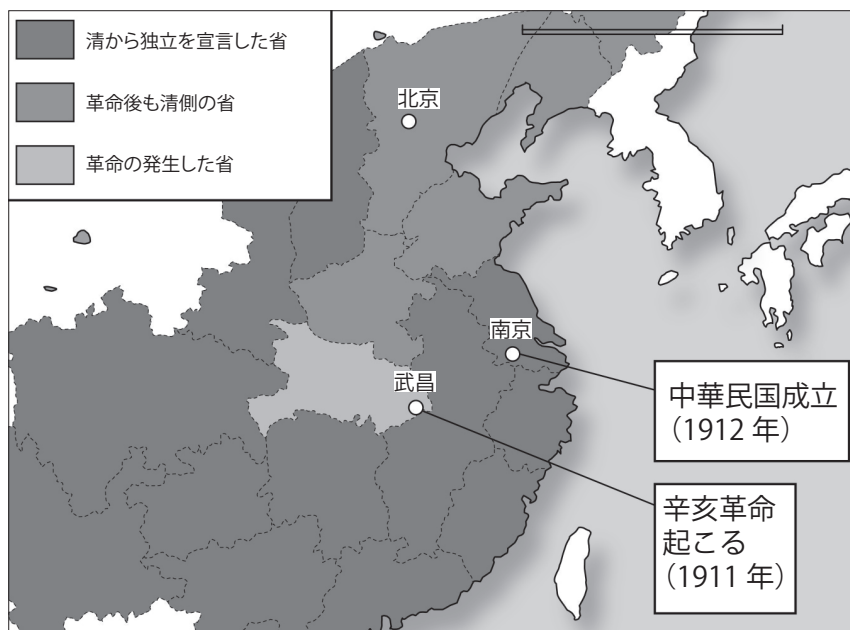 清から独立を宣言した省
革命後も清側の省
革命の発生した省
北京
南京
武昌
中華民国成立
（1912 年）
辛亥革命
起こる
（1911 年）